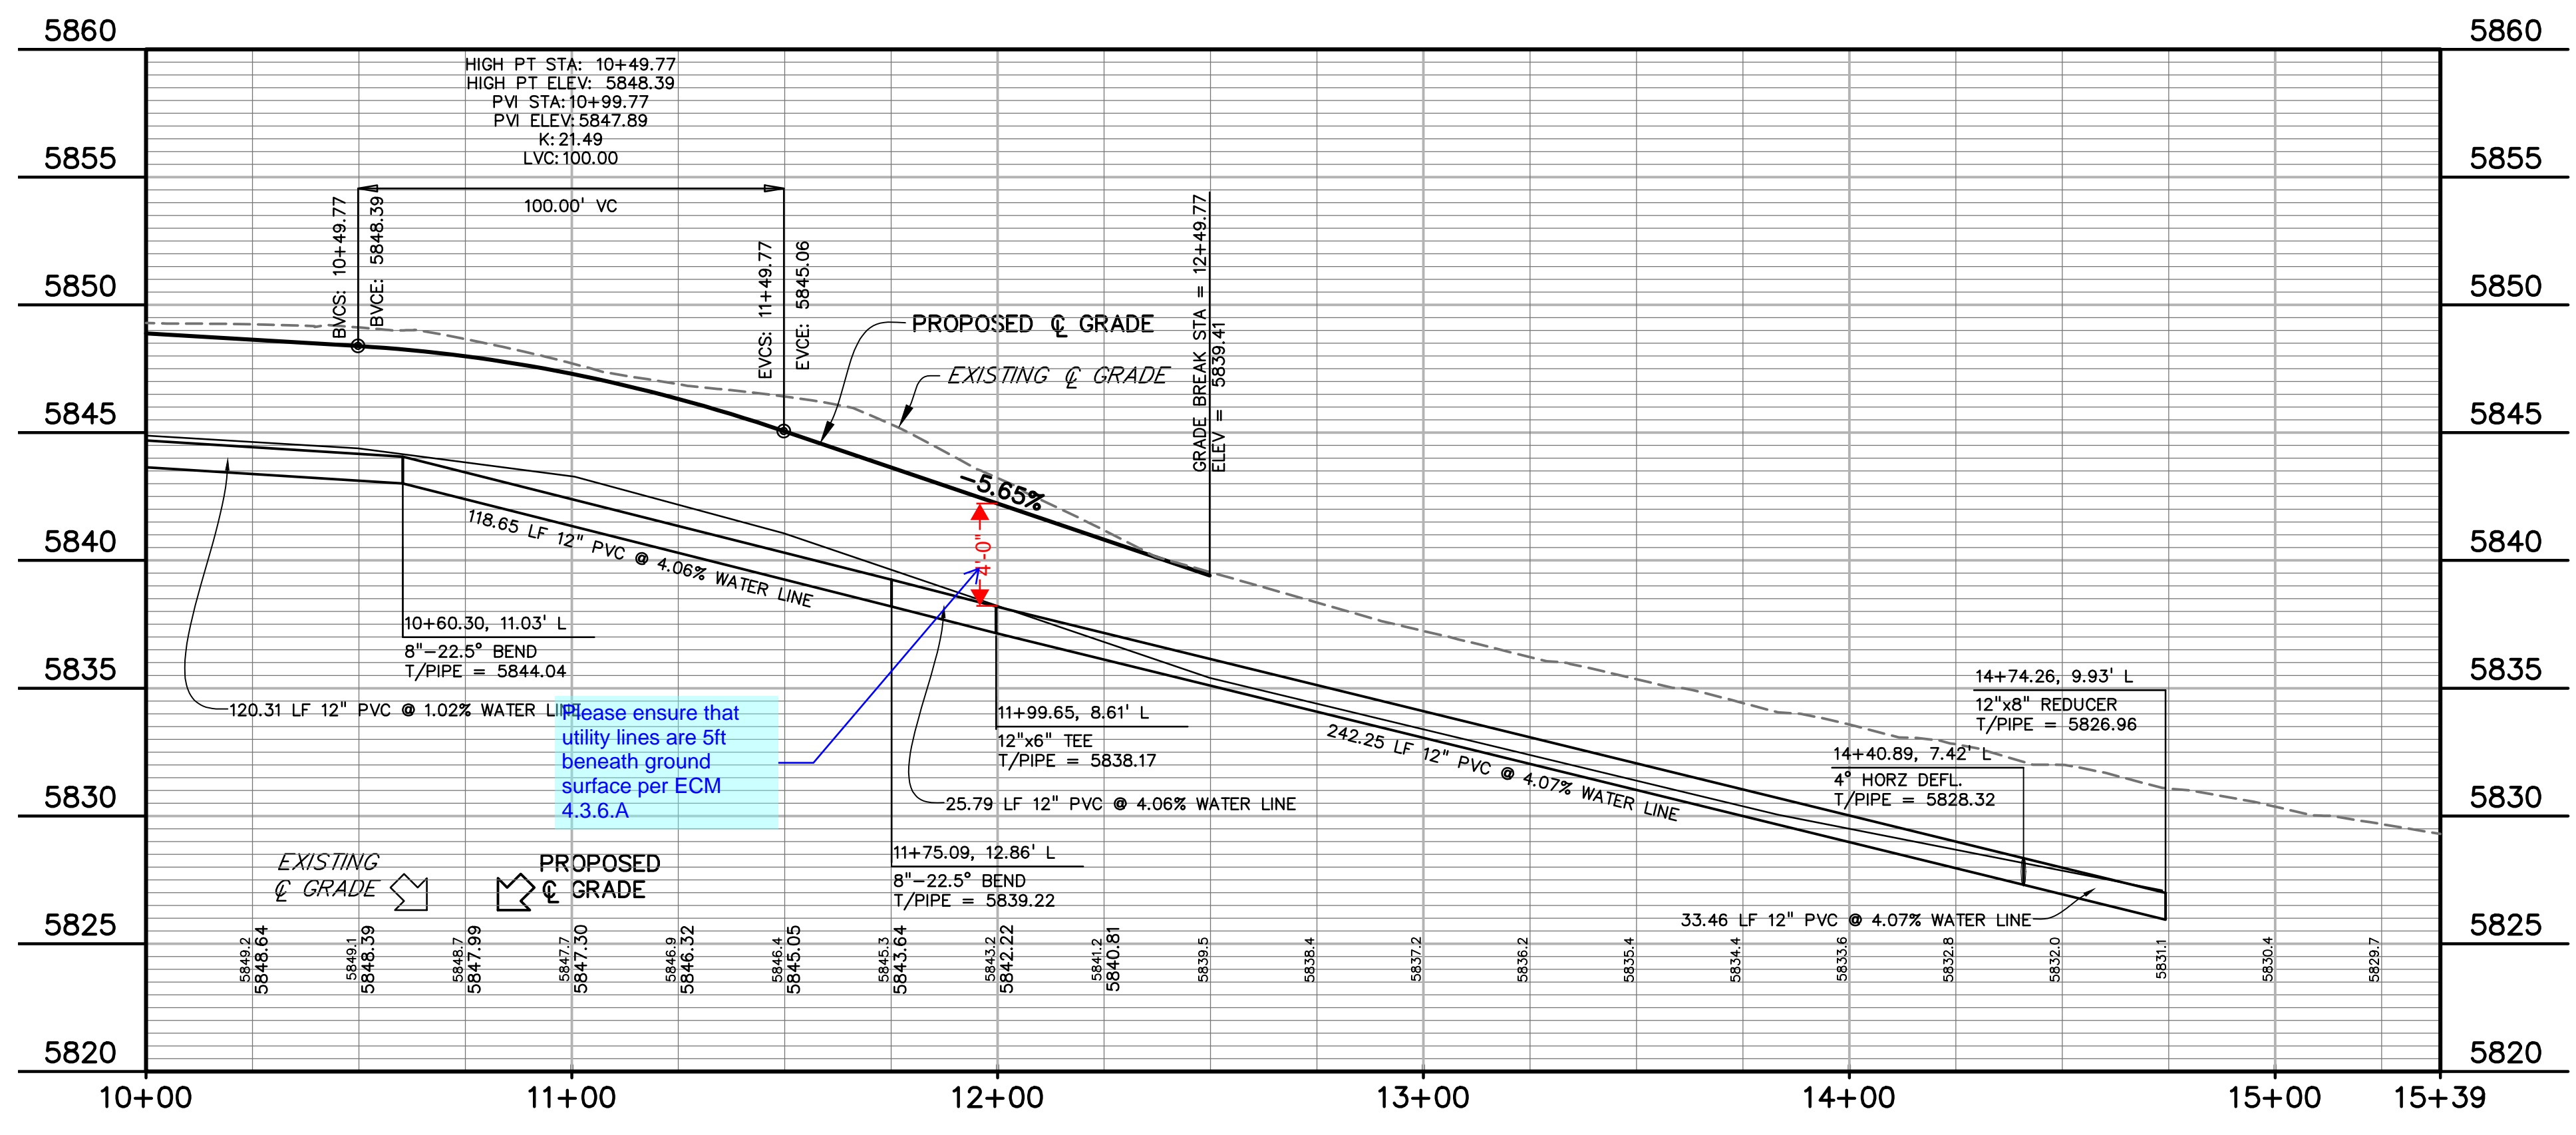 5860
5860
HIGH PT STA: 10+49.77
HIGH PT ELEV: 5848.39
PVI STA:10+99.77
PVI ELEV:5847.89
K:21.49
LVC:100.00
5855
5855
100.00' VC
BVCS: 10+49.77
BVCE: 5848.39
EVCS: 11+49.77
EVCE: 5845.06
GRADE BREAK STA = 12+49.77
ELEV = 5839.41
5850
5850
PROPOSED ℄ GRADE
EXISTING ℄ GRADE
5845
5845
-5.65%
4'-0"
118.65 LF 12" PVC @ 4.06% WATER LINE
5840
5840
10+60.30, 11.03' L
8"-22.5° BEND
T/PIPE = 5844.04
5835
5835
120.31 LF 12" PVC @ 1.02% WATER LINE
Please ensure that
utility lines are 5ft
beneath ground
surface per ECM
4.3.6.A
11+99.65, 8.61' L
12"x6" TEE
T/PIPE = 5838.17
25.79 LF 12" PVC @ 4.06% WATER LINE
242.25 LF 12" PVC @ 4.07% WATER LINE
14+74.26, 9.93' L
12"x8" REDUCER
T/PIPE = 5826.96
14+40.89, 7.42' L
4° HORZ DEFL.
T/PIPE = 5828.32
5830
5830
11+75.09, 12.86' L
8"-22.5° BEND
T/PIPE = 5839.22
33.46 LF 12" PVC @ 4.07% WATER LINE
EXISTING
℄ GRADE
PROPOSED
℄ GRADE
5825
5825
5849.2
5848.64
5849.1
5848.39
5848.7
5847.99
5847.7
5847.30
5846.9
5846.32
5846.4
5845.05
5845.3
5843.64
5843.2
5842.22
5841.2
5840.81
5839.5
5838.4
5837.2
5836.2
5835.4
5834.4
5833.6
5832.8
5832.0
5831.1
5830.4
5829.7
5820
5820
10+00
11+00
12+00
13+00
14+00
15+00
15+39